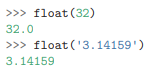 >>> float(32)
32.0
>>> float('3.14159')
3.14159